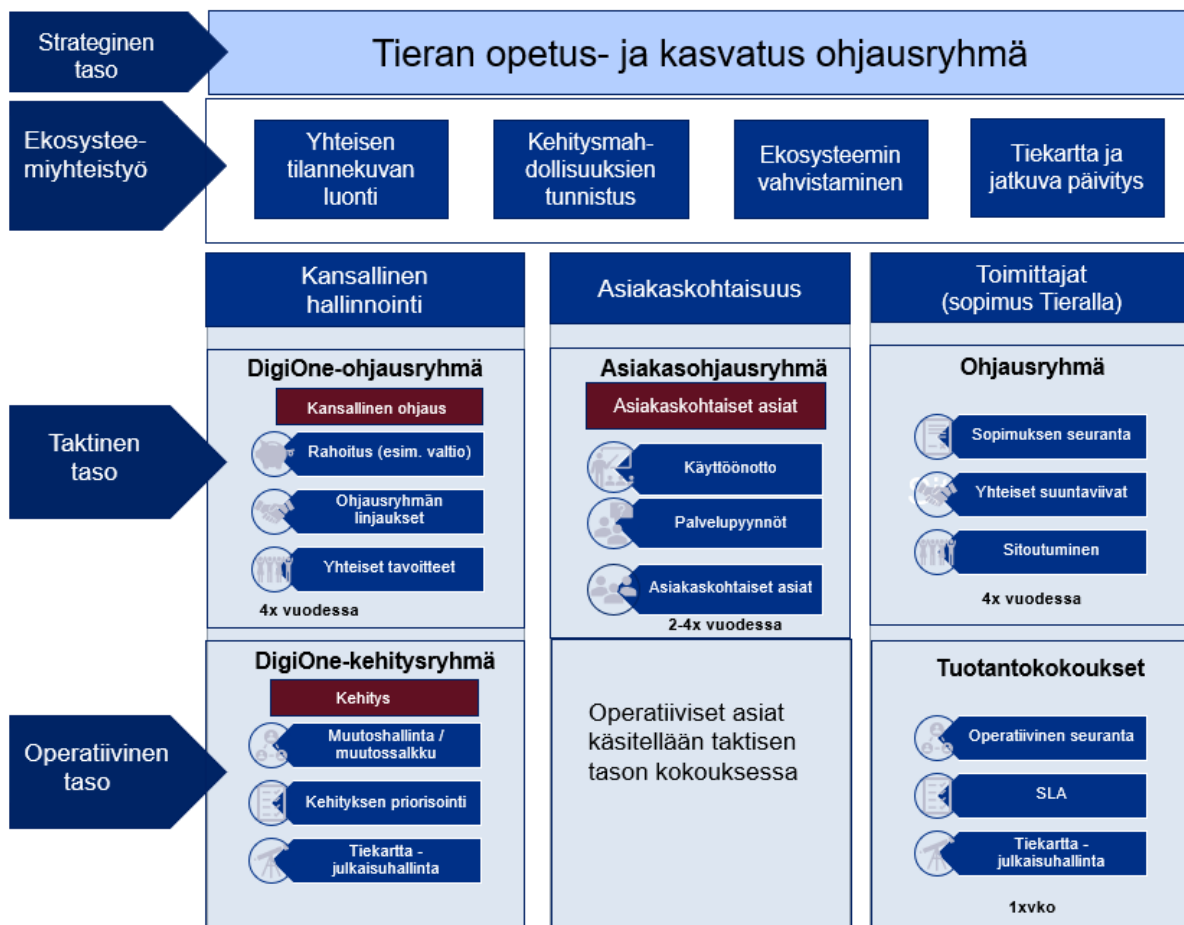 Strateginen
taso
Tieran opetus- ja kasvatus ohjausryhmä
Ekosystee-
miyhteistyö
Yhteisen
tilannekuvan
luonti
Kehitysmah-
dollisuuksien
tunnistus
Ekosysteemin
vahvistaminen
Tiekartta ja
jatkuva päivitys
Kansallinen
hallinnointi
Asiakaskohtaisuus
Toimittajat
(sopimus Tieralla)
Taktinen
taso
DigiOne-ohjausryhmä
Kansallinen ohjaus
Rahoitus (esim. valtio)
Ohjausryhmän
linjaukset
Yhteiset tavoitteet
4x vuodessa
Asiakasohjausryhmä
Asiakaskohtaiset asiat
Käyttöönotto
Palvelupyynnöt
Asiakaskohtaiset asiat
2-4x vuodessa
Ohjausryhmä
Sopimuksen seuranta
Yhteiset suuntaviivat
Sitoutuminen
4x vuodessa
Operatiivinen
taso
DigiOne-kehitysryhmä
Kehitys
Muutoshallinta /
muutossalkku
Kehityksen priorisointi
Tiekartta -
julkaisuhallinta
Operatiiviset asiat
käsitellään taktisen
tason kokouksessa
Tuotantokokoukset
Operatiivinen seuranta
SLA
Tiekartta -
julkaisuhallinta
1xvko